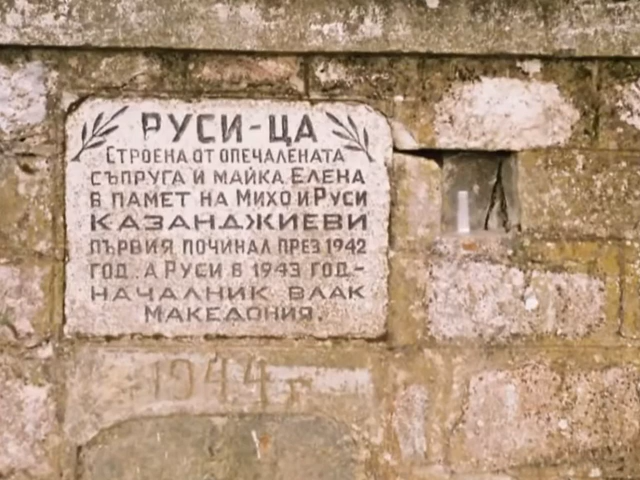 РУСИ-ЦА
СТРОЕНА ОТ ОПЕЧАЛЕНАТА
СЪПРУГА И МАЙКА ЕЛЕНА
В ПАМЕТ НА МИХО И РУСИ
КАЗАНДЖИЕВИ
ПЪРВИЯ ПОЧИНАЛ ПРЕЗ 1942
ГОД. А РУСИ В 1943 ГОД-
НАЧАЛНИК ВЛАК
МАКЕДОНИЯ.
1944 г